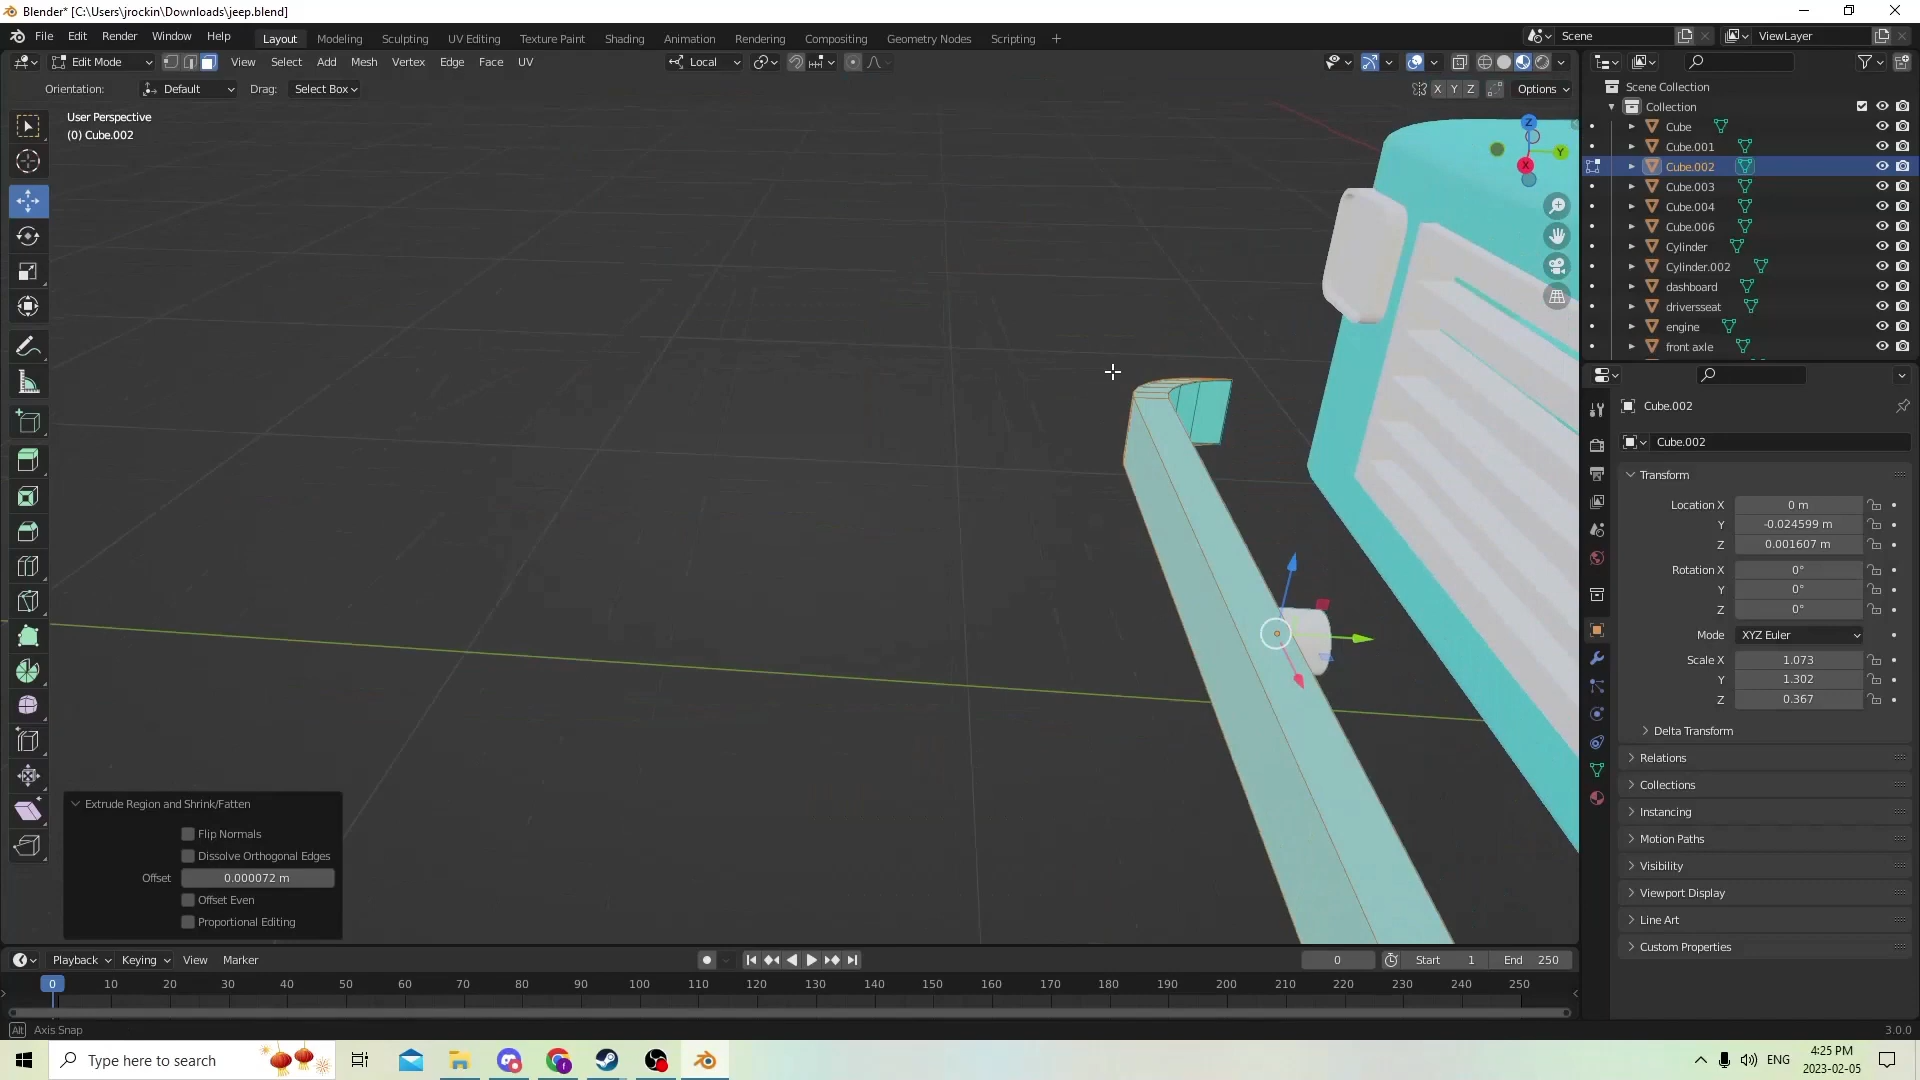 Blender* [C:\Users\jrockin\Downloads\jeep.blend]
File Edit Render Window Help
Layout Modeling Sculpting UV Editing Texture Paint Shading Animation Rendering Compositing Geometry Nodes Scripting +
Scene
ViewLayer
Edit Mode View Select Add Mesh Vertex Edge Face UV
Local
Orientation: Default Drag: Select Box
X Y Z Options
User Perspective
(0) Cube.002
Z
Y
X
Scene Collection
Collection
Cube
Cube.001
Cube.002
Cube.003
Cube.004
Cube.006
Cylinder
Cylinder.002
dashboard
driversseat
engine
front axle
Cube.002
Cube.002
Transform
Location X 0 m
Y -0.024599 m
Z 0.001607 m
Rotation X 0°
Y 0°
Z 0°
Mode XYZ Euler
Scale X 1.073
Y 1.302
Z 0.367
Delta Transform
Relations
Collections
Instancing
Motion Paths
Visibility
Viewport Display
Line Art
Custom Properties
Extrude Region and Shrink/Fatten
Flip Normals
Dissolve Orthogonal Edges
Offset 0.000072 m
Offset Even
Proportional Editing
Playback Keying View Marker
0 Start 1 End 250
0 10 20 30 40 50 60 70 80 90 100 110 120 130 140 150 160 170 180 190 200 210 220 230 240 250
Alt Axis Snap
3.0.0
Type here to search
ENG
4:25 PM
2023-02-05